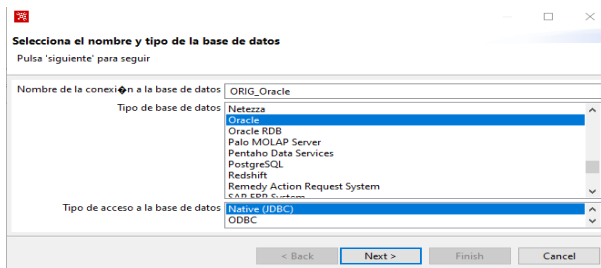 Selecciona el nombre y tipo de la base de datos
Pulsa 'siguiente' para seguir
Nombre de la conexi�n a la base de datos ORIG_Oracle
Tipo de base de datos Netezza
Oracle
Oracle RDB
Palo MOLAP Server
Pentaho Data Services
PostgreSQL
Redshift
Remedy Action Request System
SAP ERP System
Tipo de acceso a la base de datos Native (JDBC)
ODBC
< Back Next > Finish Cancel